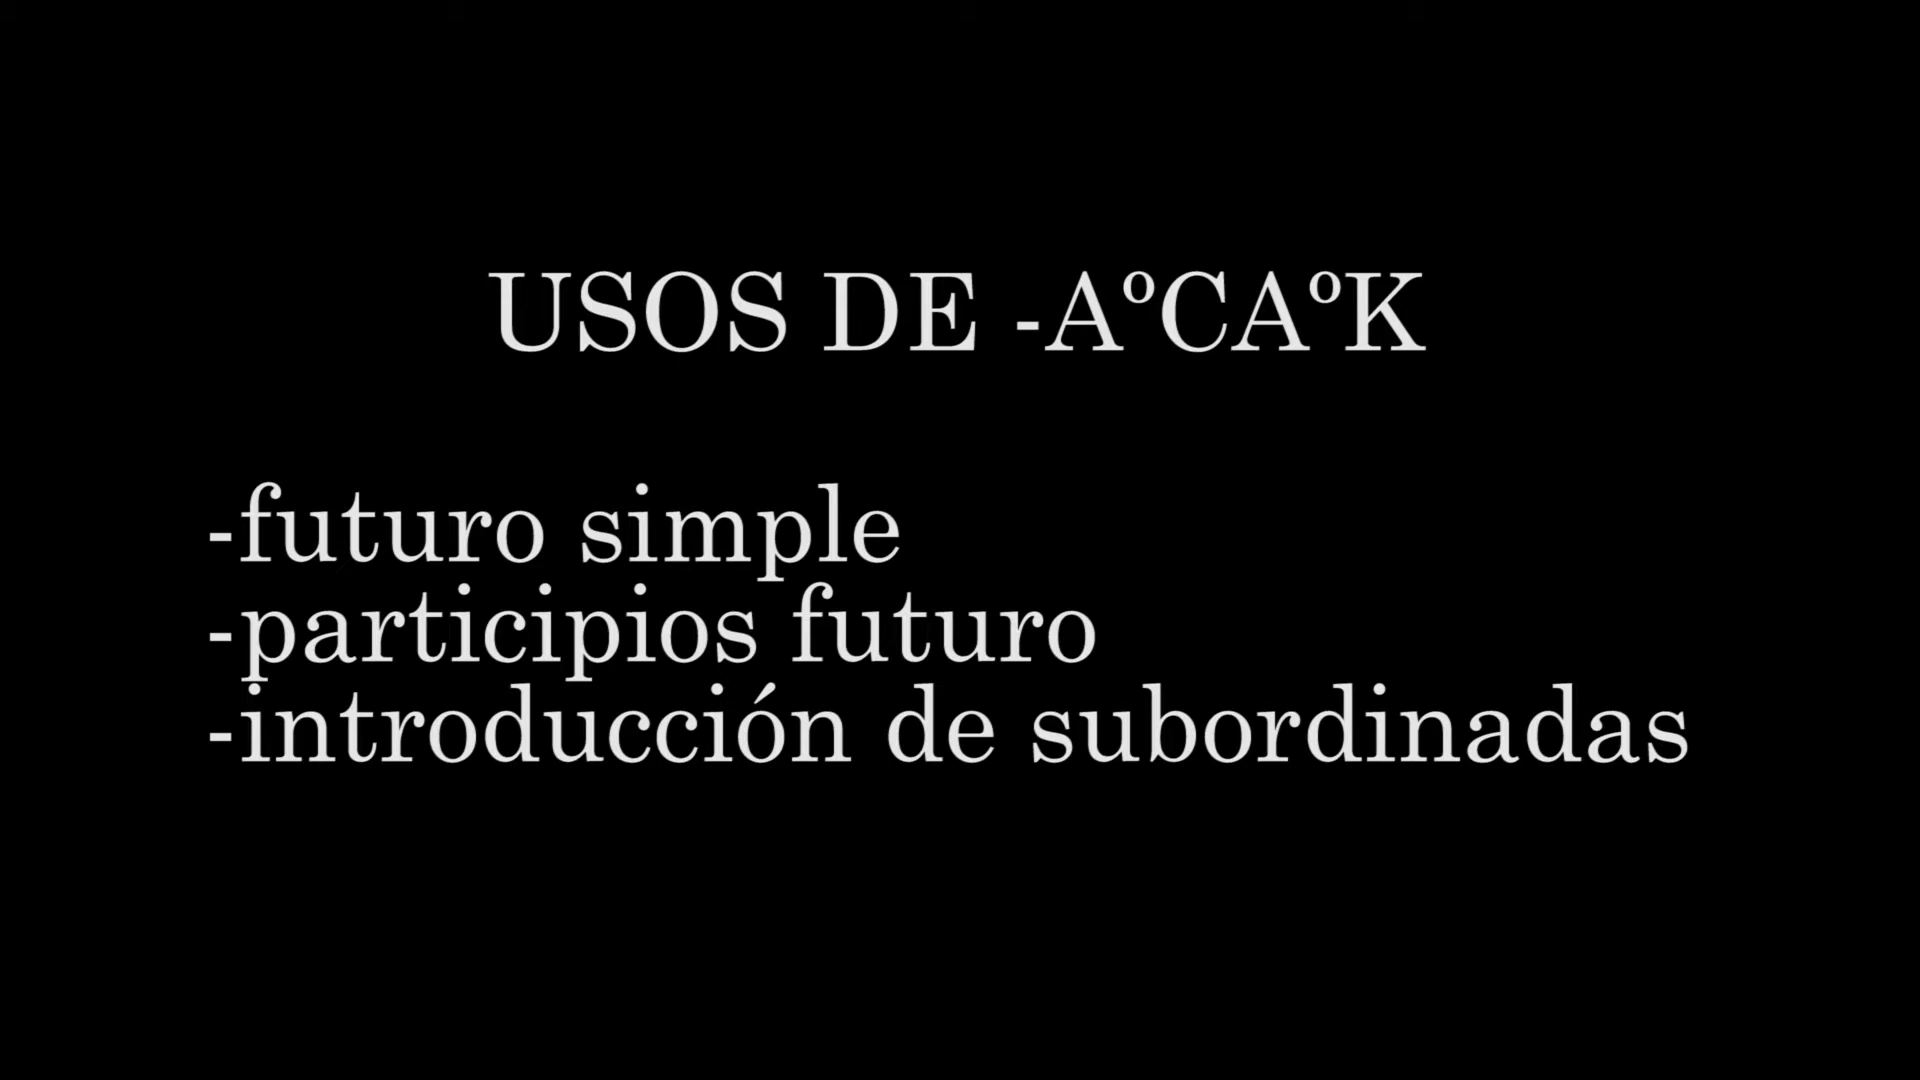 USOS DE -AºCAºK
-futuro simple
-participios futuro
-introducción de subordinadas